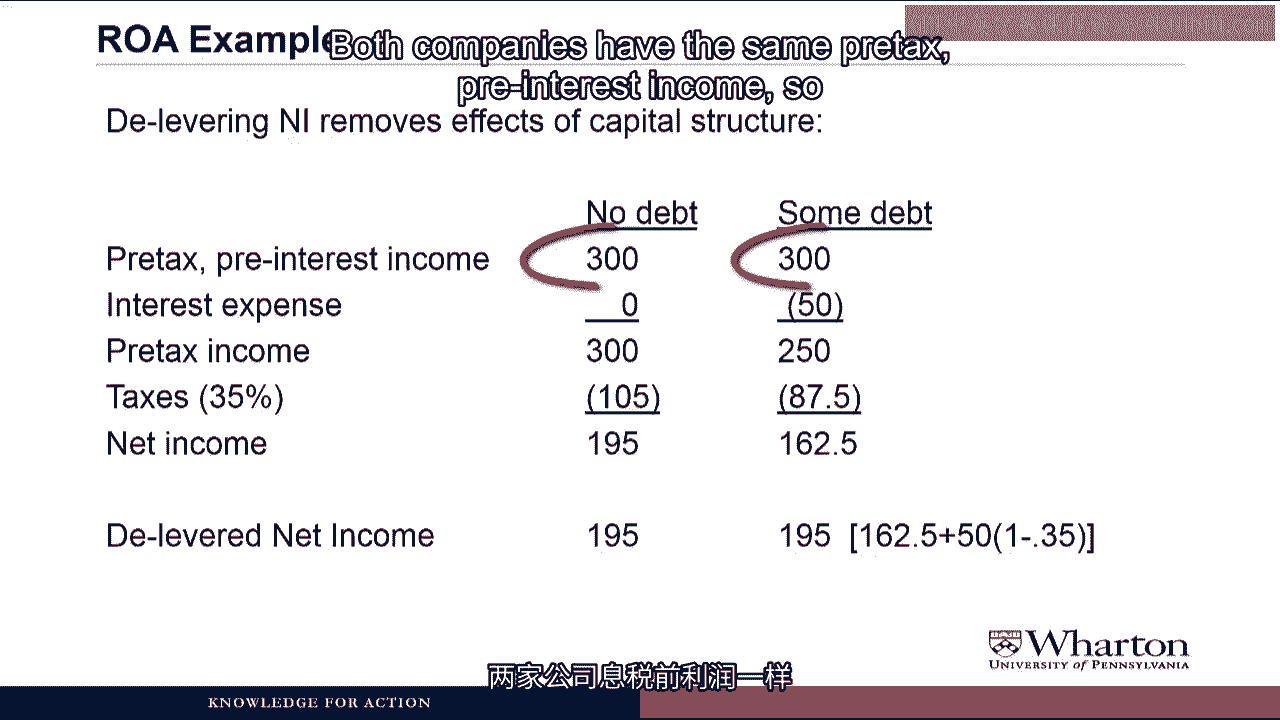 ROA Example
Both companies have the same pretax,
pre-interest income, so
De-levering NI removes effects of capital structure:
No debt Some debt
Pretax, pre-interest income 300 300
Interest expense 0 (50)
Pretax income 300 250
Taxes (35%) (105) (87.5)
Net income 195 162.5
De-levered Net Income 195 195 [162.5+50(1-.35)]
Wharton
UNIVERSITY of PENNSYLVANIA
两家公司息税前利润一样
KNOWLEDGE FOR ACTION